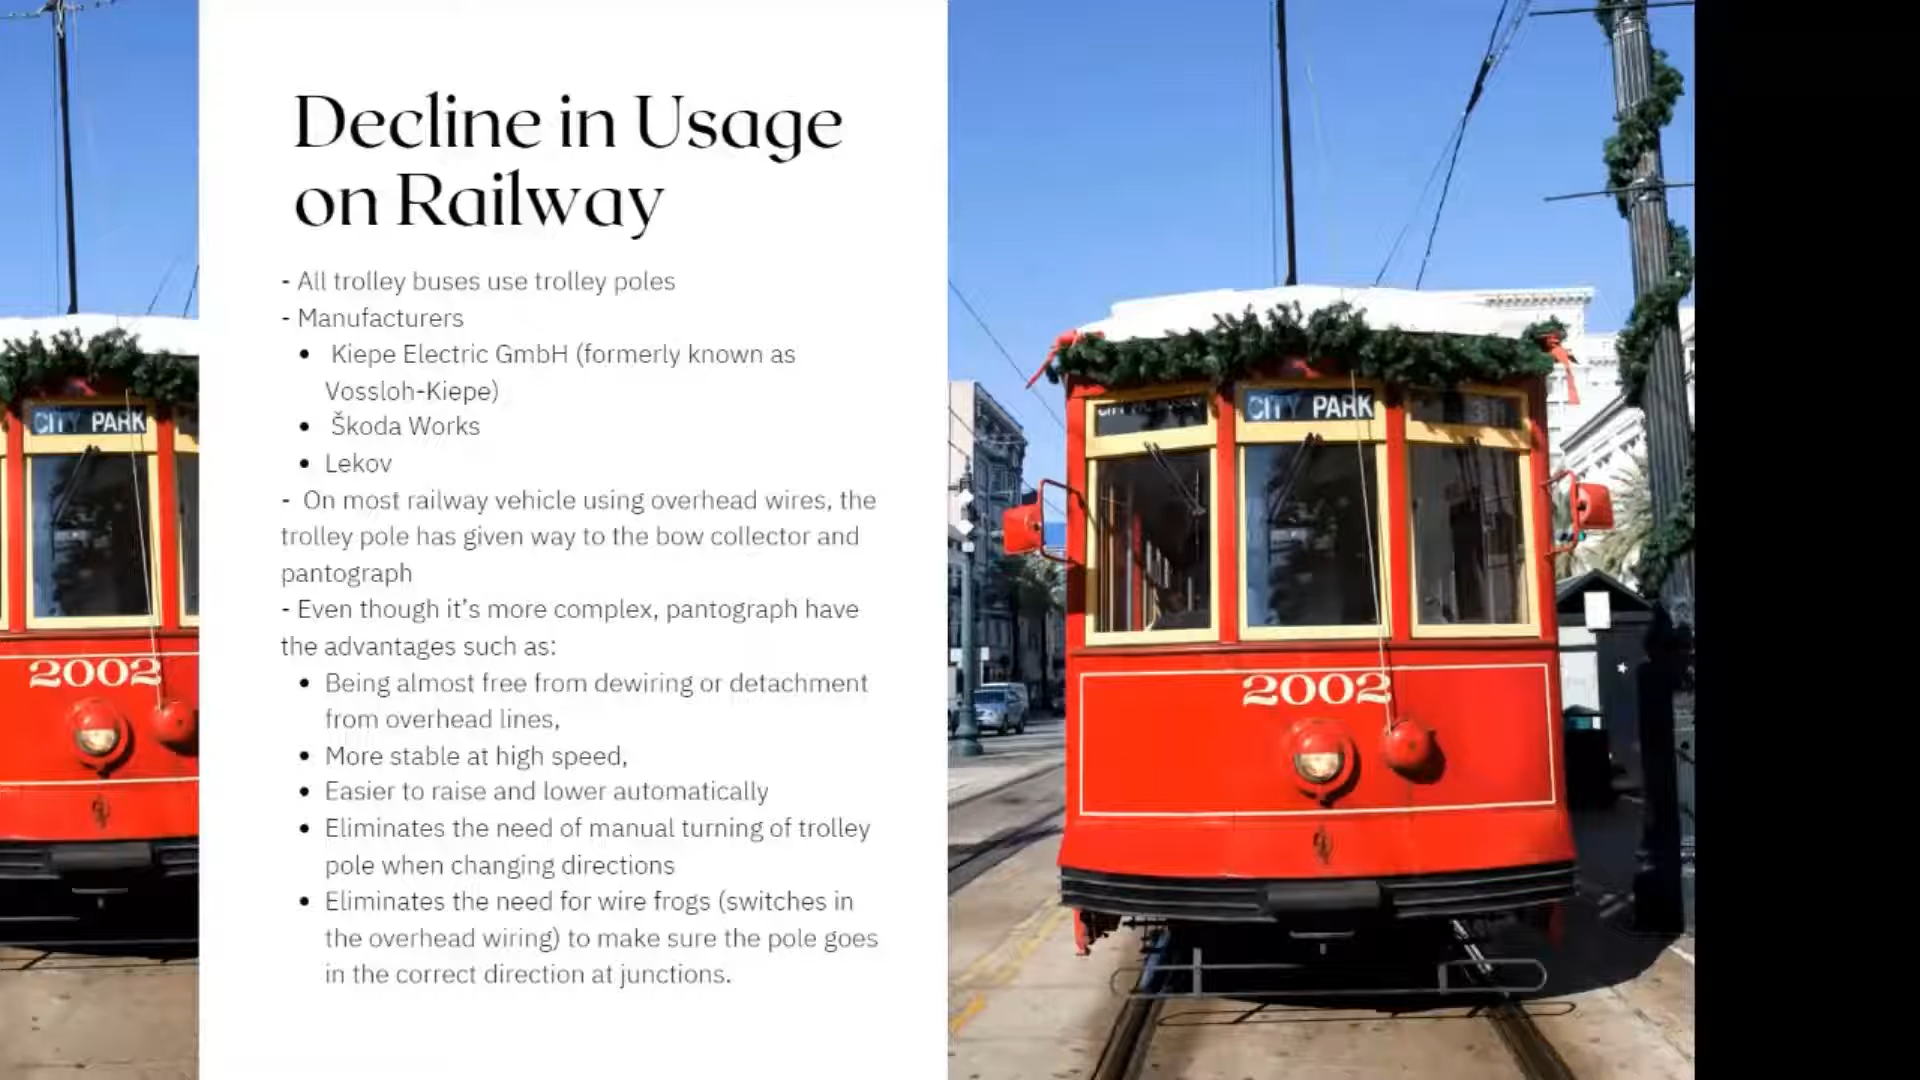 Decline in Usage
on Railway
- All trolley buses use trolley poles
- Manufacturers
• Kiepe Electric GmbH (formerly known as
Vossloh-Kiepe)
• Škoda Works
• Lekov
- On most railway vehicle using overhead wires, the
trolley pole has given way to the bow collector and
pantograph
- Even though it's more complex, pantograph have
the advantages such as:
• Being almost free from dewiring or detachment
from overhead lines,
• More stable at high speed,
• Easier to raise and lower automatically
• Eliminates the need of manual turning of trolley
pole when changing directions
• Eliminates the need for wire frogs (switches in
the overhead wiring) to make sure the pole goes
in the correct direction at junctions.
CITY PARK
2002
CITY PARK
2002